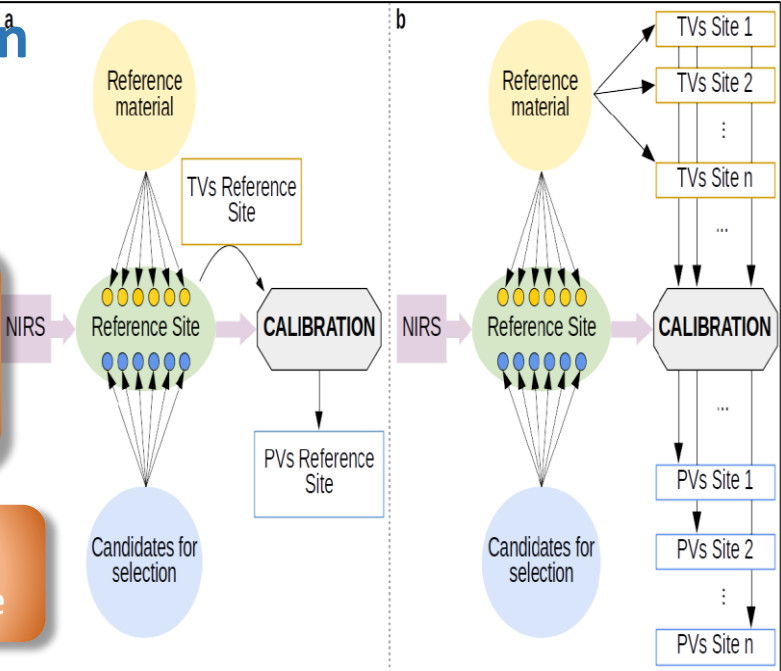 a
n
Reference
material
TVs Reference
Site
NIRS
Reference Site
CALIBRATION
PVs Reference
Site
Candidates for
selection
e
b
Reference
material
TVs Site 1
TVs Site 2
⋮
TVs Site n
...
NIRS
Reference Site
CALIBRATION
...
PVs Site 1
PVs Site 2
⋮
PVs Site n
Candidates for
selection